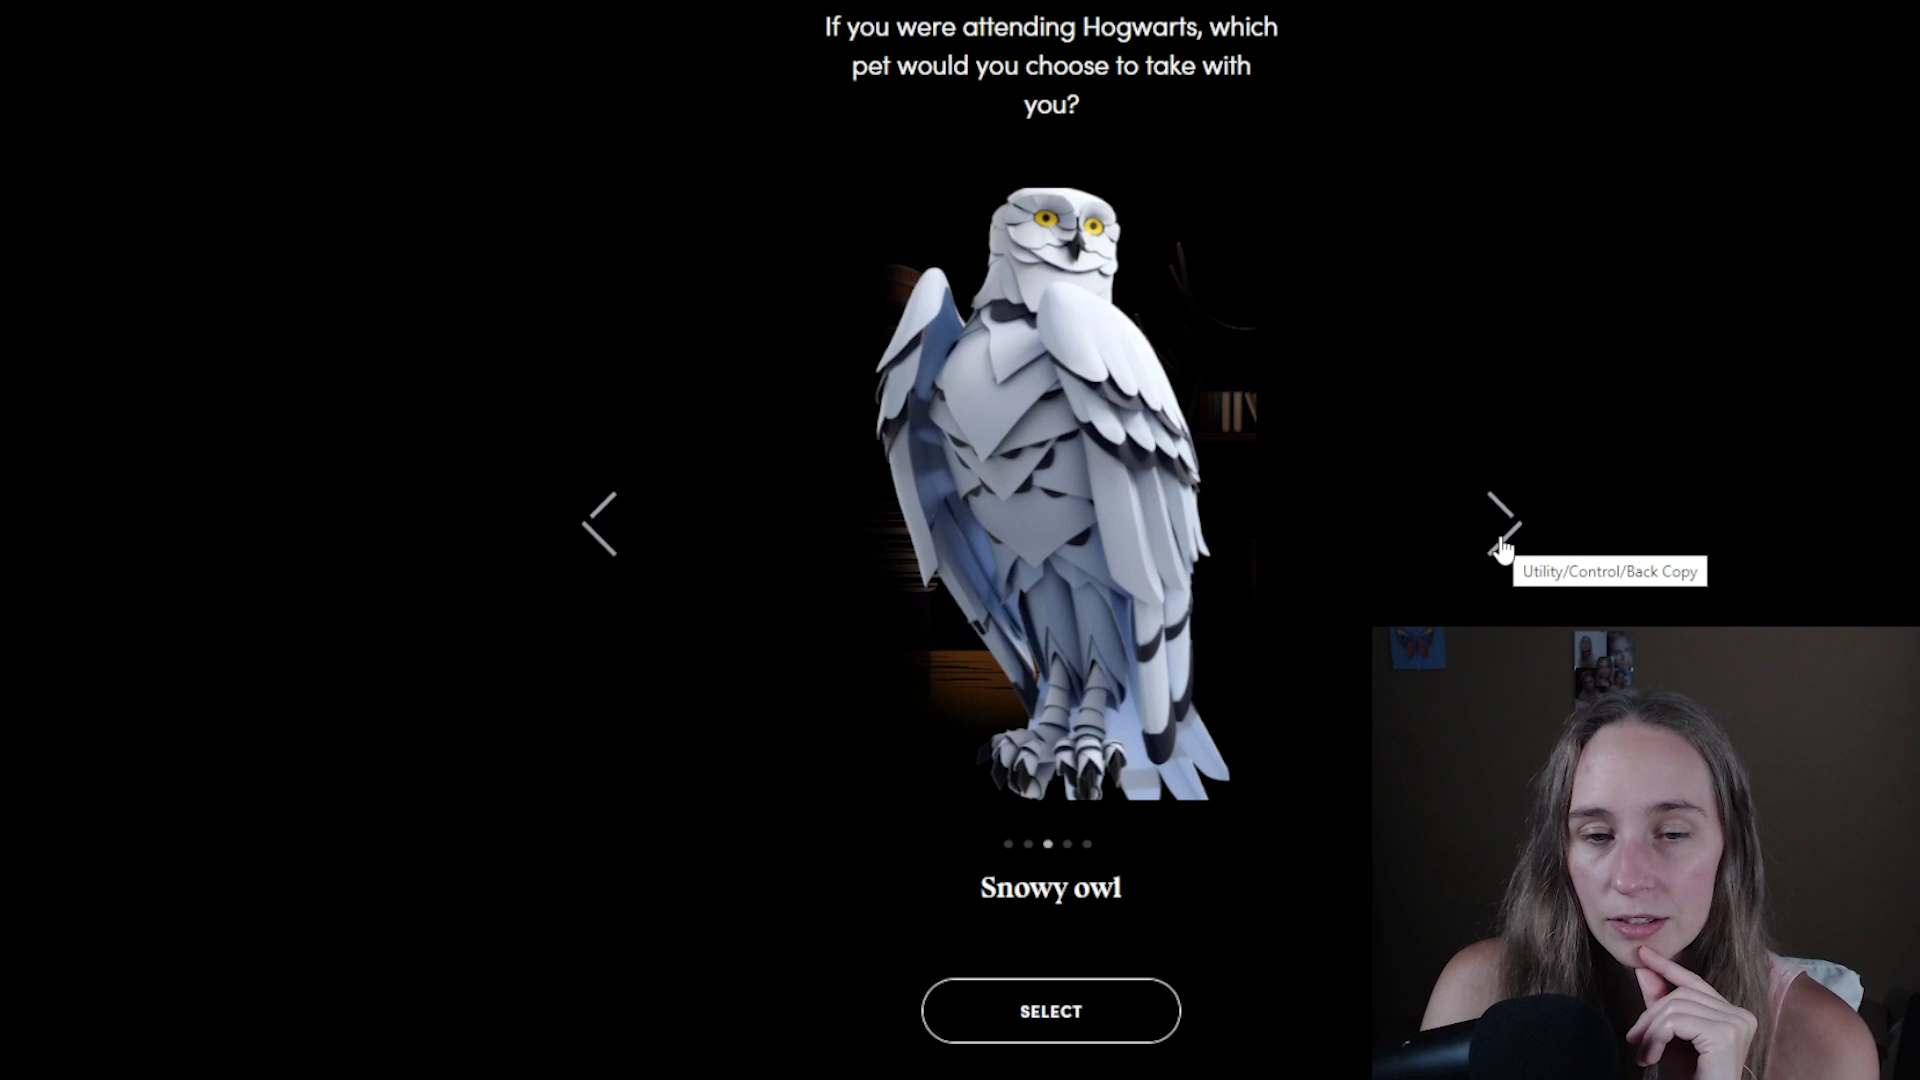 If you were attending Hogwarts, which
pet would you choose to take with
you?
Utility/Control/Back Copy
Snowy owl
SELECT